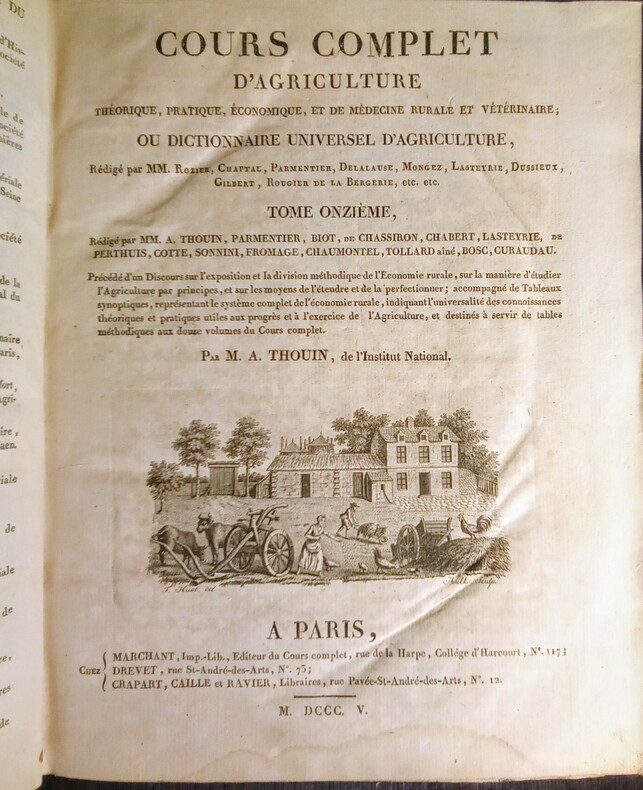 COURS COMPLET
D'AGRICULTURE
THÉORIQUE, PRATIQUE, ÉCONOMIQUE, ET DE MÉDECINE RURALE ET VÉTÉRINAIRE;
OU DICTIONNAIRE UNIVERSEL D'AGRICULTURE,
Rédigé par MM. Rozier, Chaptal, Parmentier, Delalause, Mongez, Lasteyrie, Dussieux,
Gilbert, Rougier de la Bergerie, etc. etc.
TOME ONZIÈME,
Rédigé par MM. A. THOUIN, PARMENTIER, BIOT, DE CHASSIRON, CHABERT, LASTEYRIE, DE
PERTHUIS, COTTE, SONNINI, FROMAGE, CHAUMONTEL, TOLLARD aîné, BOSC, CURAUDAU.
Précédé d'un Discours sur l'exposition et la division méthodique de l'Economie rurale, sur la manière d'étudier
l'Agriculture par principes, et sur les moyens de l'étendre et de la perfectionner; accompagné de Tableaux
synoptiques, représentant le système complet de l'économie rurale, indiquant l'universalité des connoissances
théoriques et pratiques utiles aux progrès et à l'exercice de l'Agriculture, et destinés à servir de tables
méthodiques aux douze volumes du Cours complet.
Par M. A. THOUIN, de l'Institut National.
A PARIS,
MARCHANT, Imp.-Lib., Editeur du Cours complet, rue de la Harpe, Collége d'Harcourt, N°. 117;
Chez DREVET, rue St-André-des-Arts, N°. 75;
CRAPART, CAILLE et RAVIER, Libraires, rue Pavée-St-André-des-Arts, N°. 12.
M. DCCC. V.